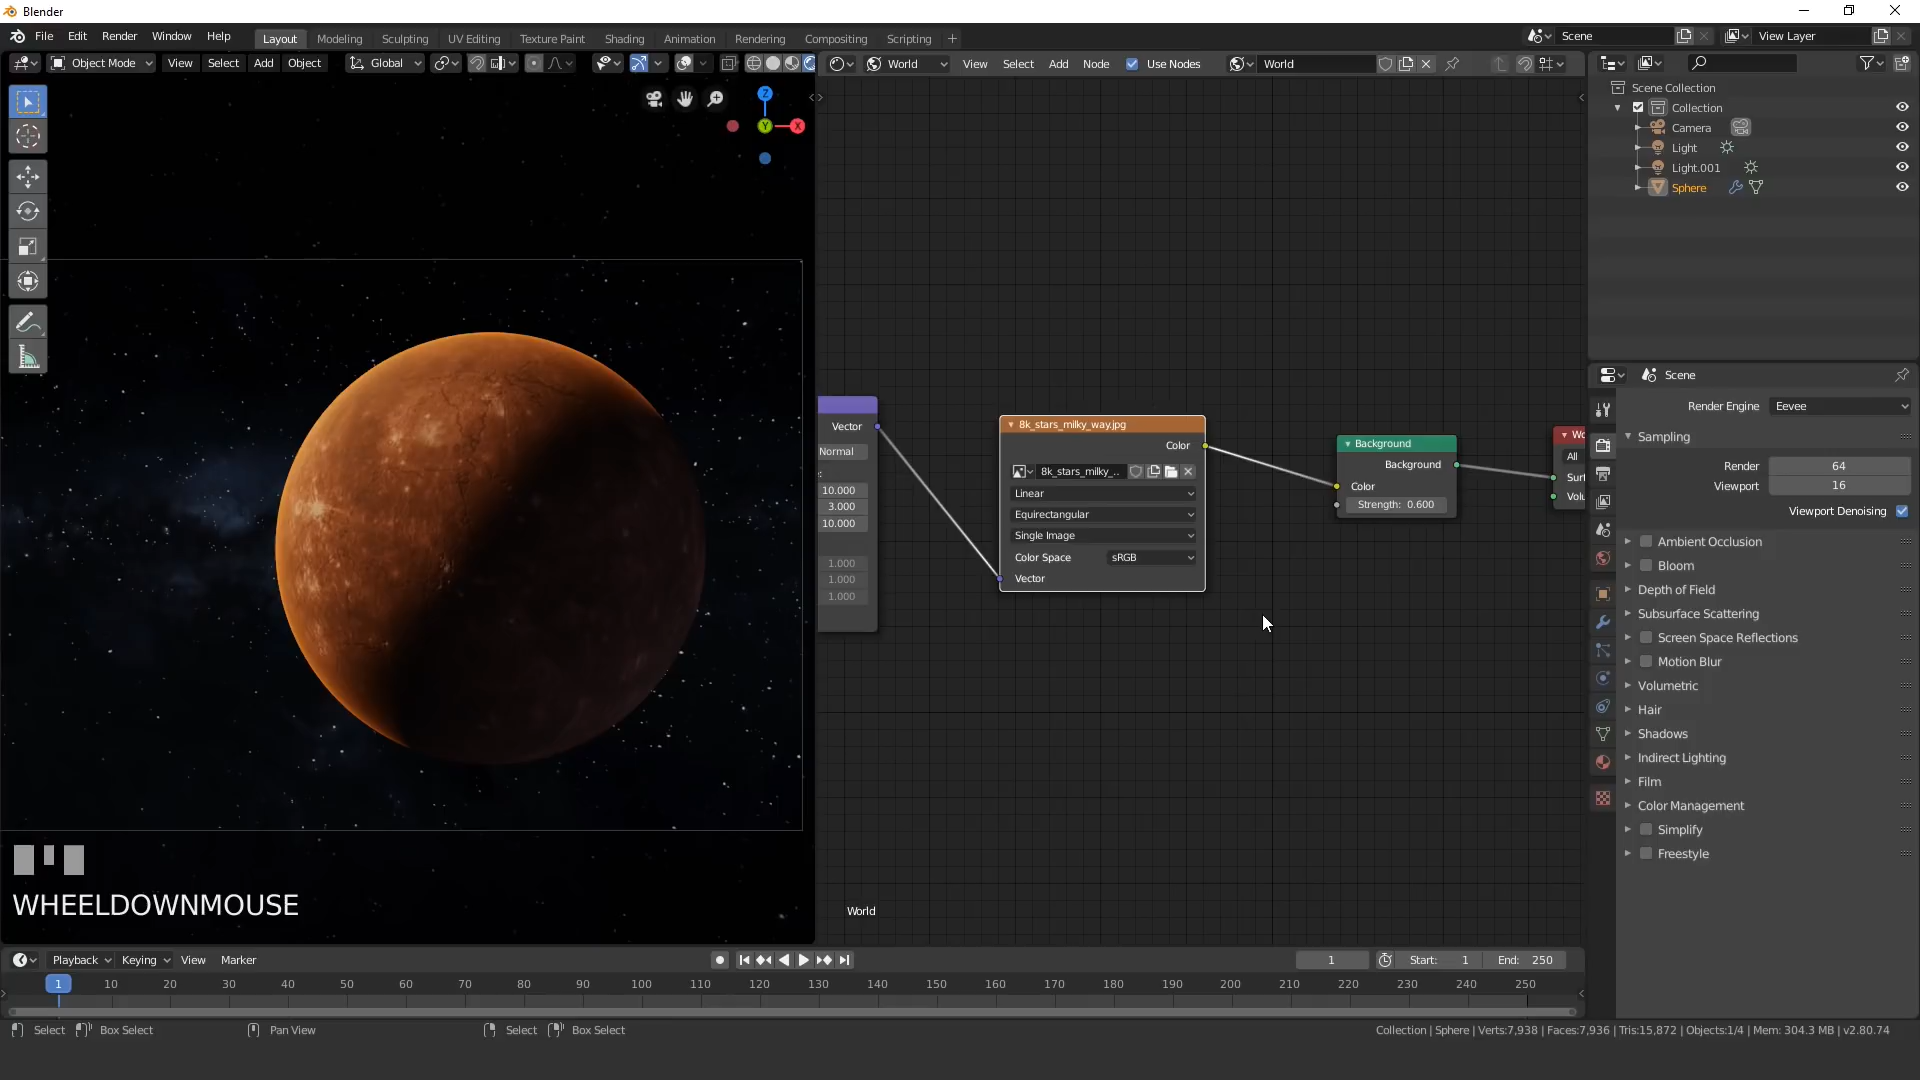 Blender
File Edit Render Window Help
Layout Modeling Sculpting UV Editing Texture Paint Shading Animation Rendering Compositing Scripting +
Scene
View Layer
Object Mode View Select Add Object Global
World View Select Add Node Use Nodes World
Z
Y
X
Scene Collection
Collection
Camera
Light
Light.001
Sphere
Vector
Normal
10.000
3.000
10.000
1.000
1.000
1.000
8k_stars_milky_way.jpg
Color
8k_stars_milky_..
Linear
Equirectangular
Single Image
Color Space sRGB
Vector
Background
Background
Color
Strength: 0.600
All
Scene
Render Engine Eevee
Sampling
Render 64
Viewport 16
Viewport Denoising
Ambient Occlusion
Bloom
Depth of Field
Subsurface Scattering
Screen Space Reflections
Motion Blur
Volumetric
Hair
Shadows
Indirect Lighting
Film
Color Management
Simplify
Freestyle
WHEELDOWNMOUSE
World
Playback Keying View Marker
1 Start: 1 End: 250
1 10 20 30 40 50 60 70 80 90 100 110 120 130 140 150 160 170 180 190 200 210 220 230 240 250
Select Box Select Pan View Select Box Select
Collection | Sphere | Verts:7,938 | Faces:7,936 | Tris:15,872 | Objects:1/4 | Mem: 304.3 MB | v2.80.74